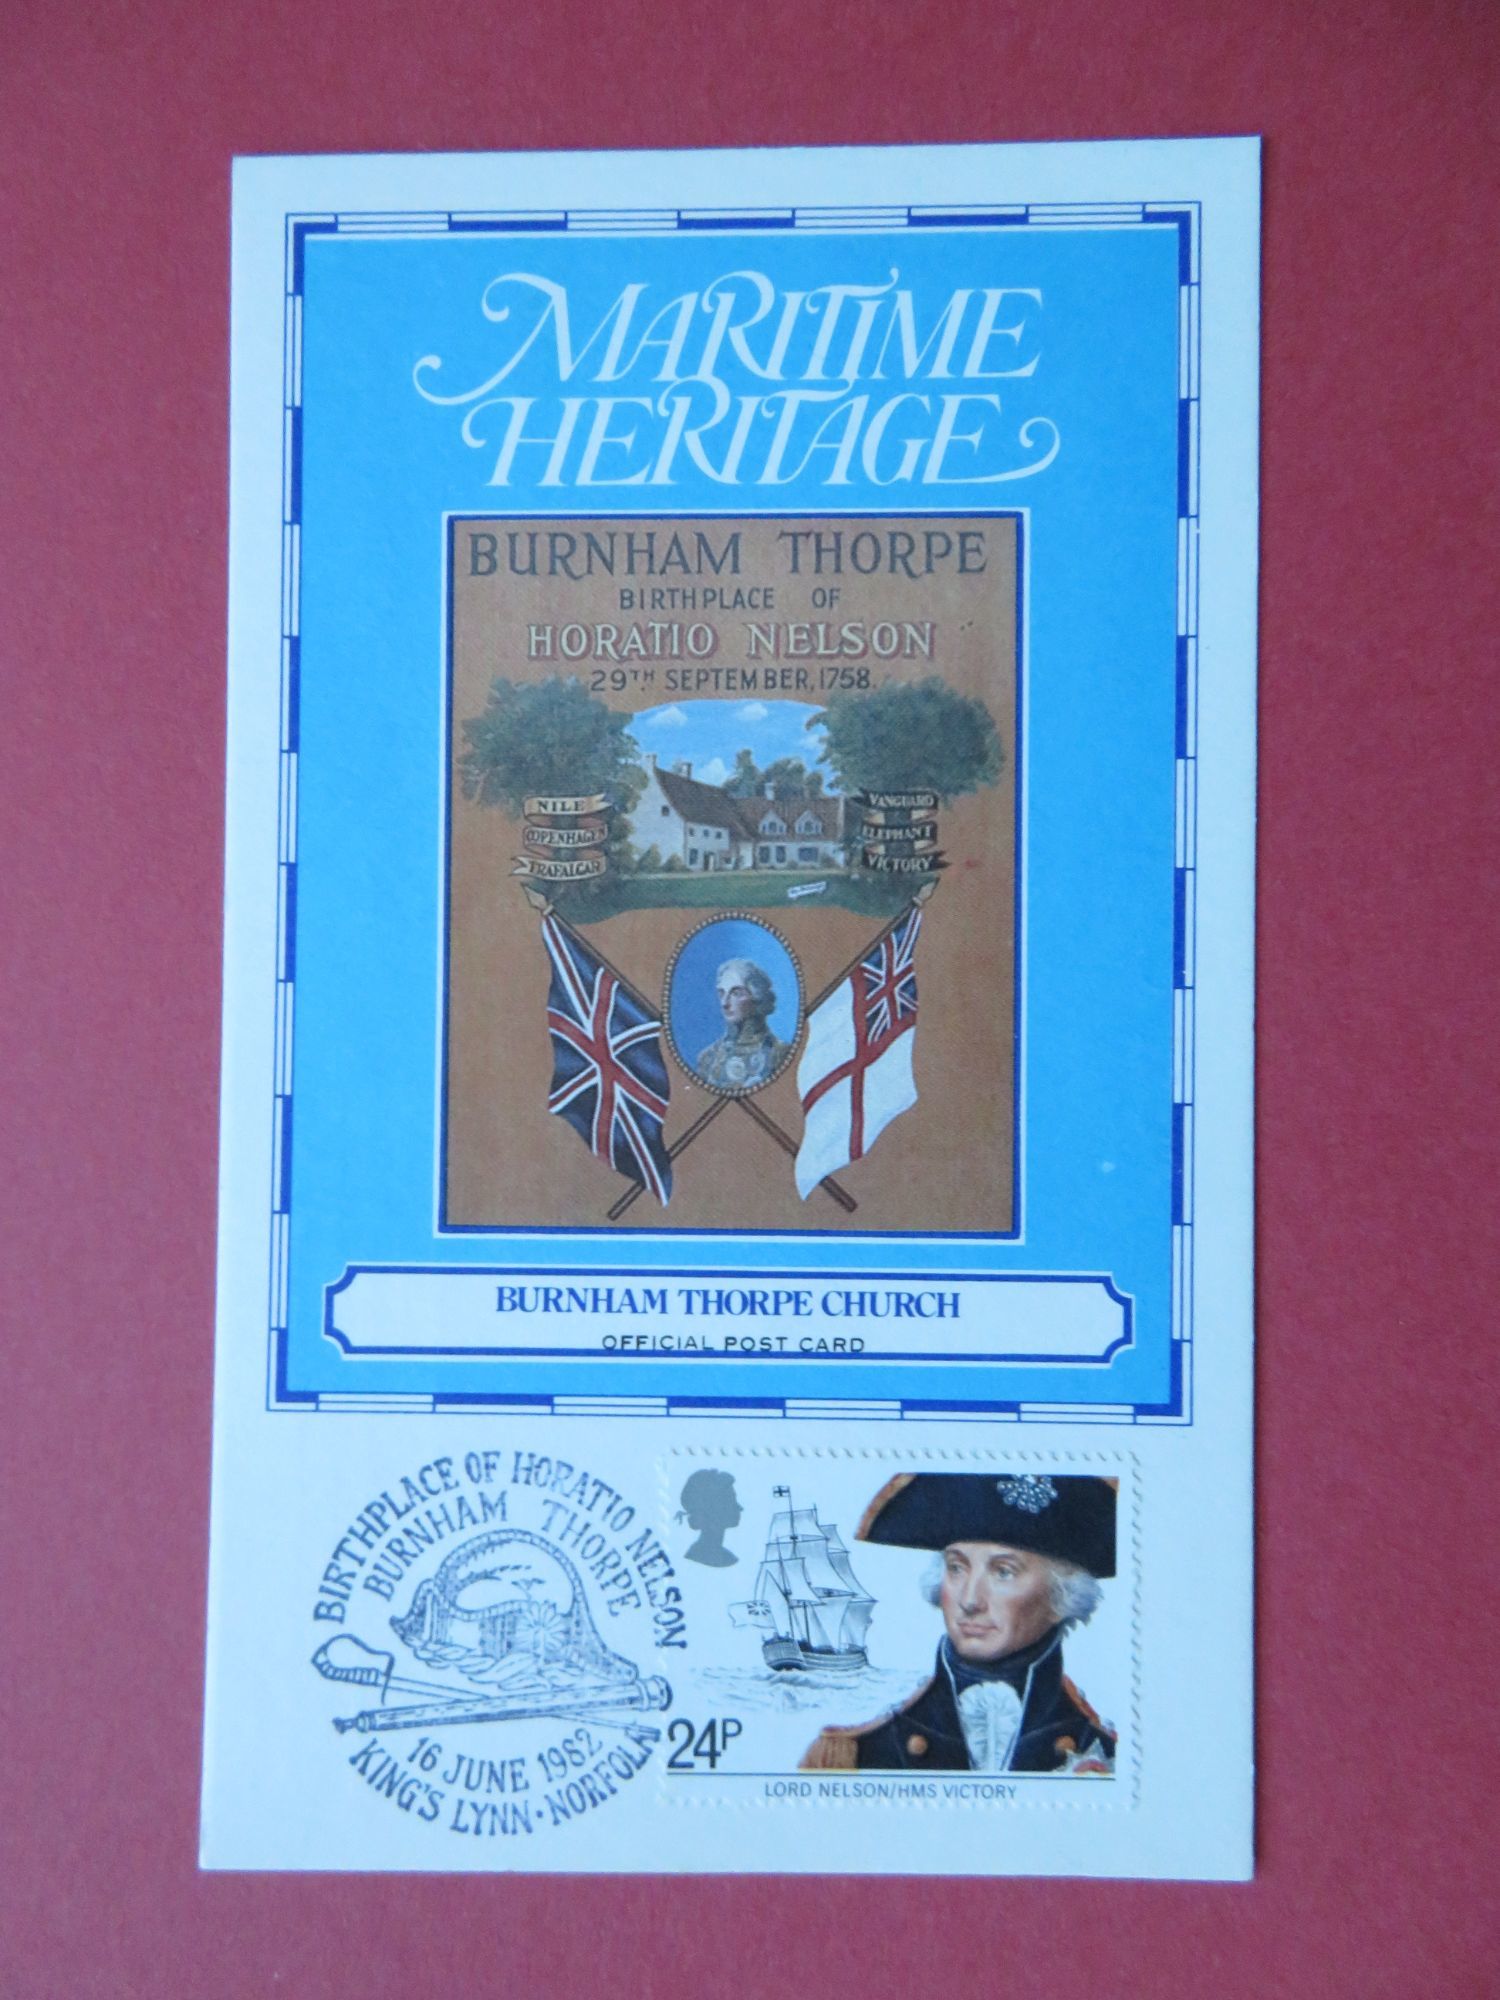 MARITIME
HERITAGE
BURNHAM THORPE
BIRTHPLACE OF
HORATIO NELSON
29TH SEPTEMBER, 1758.
NILE
COPENHAGEN
TRAFALGAR
VANGUARD
ELEPHANT
VICTORY
BURNHAM THORPE CHURCH
OFFICIAL POST CARD
BIRTHPLACE OF HORATIO NELSON
BURNHAM THORPE
16 JUNE 1982
KING'S LYNN · NORFOLK
24P
LORD NELSON/HMS VICTORY